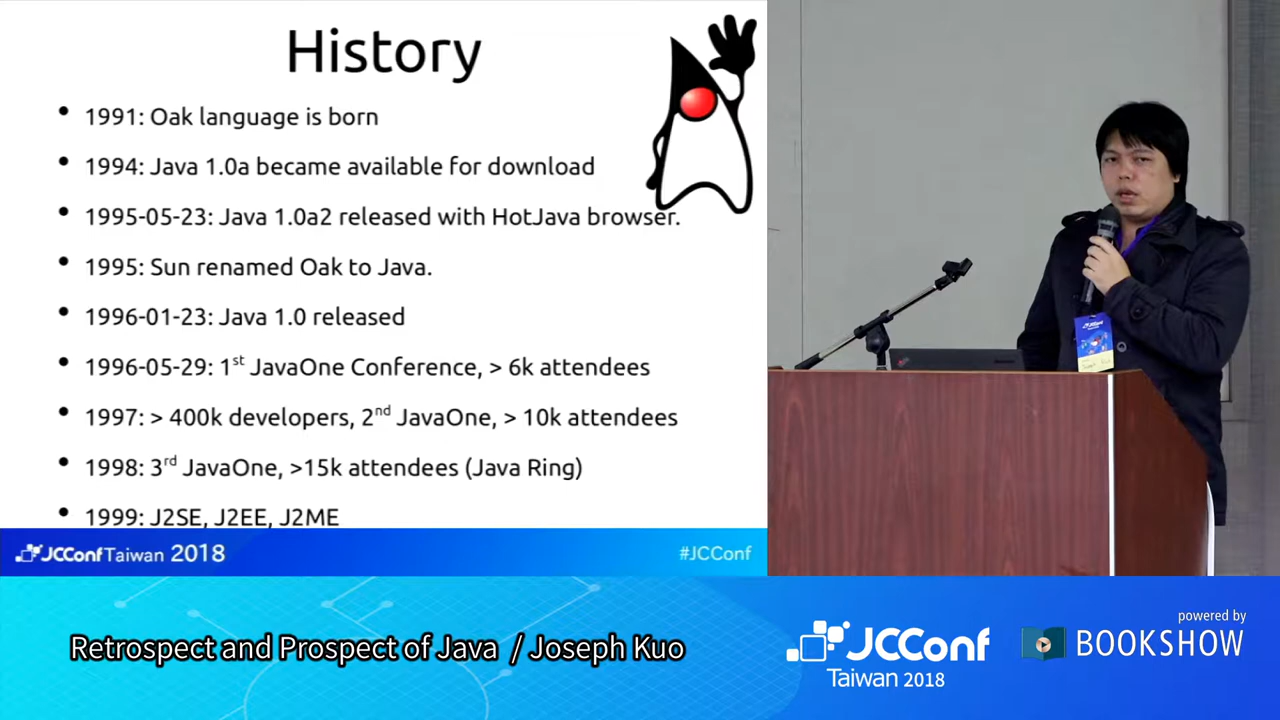 History
• 1991: Oak language is born
• 1994: Java 1.0a became available for download
• 1995-05-23: Java 1.0a2 released with HotJava browser.
• 1995: Sun renamed Oak to Java.
• 1996-01-23: Java 1.0 released
• 1996-05-29: 1st JavaOne Conference, > 6k attendees
• 1997: > 400k developers, 2nd JavaOne, > 10k attendees
• 1998: 3rd JavaOne, >15k attendees (Java Ring)
• 1999: J2SE, J2EE, J2ME
JCConf Taiwan 2018
#JCConf
JCConf
Retrospect and Prospect of Java / Joseph Kuo
JCConf
Taiwan 2018
powered by
BOOKSHOW